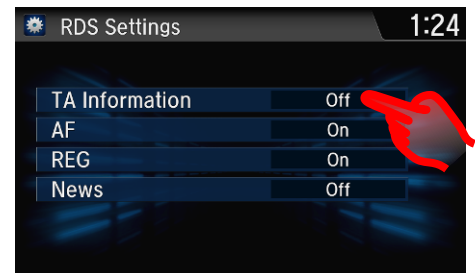 RDS Settings 1:24
TA Information Off
AF On
REG On
News Off